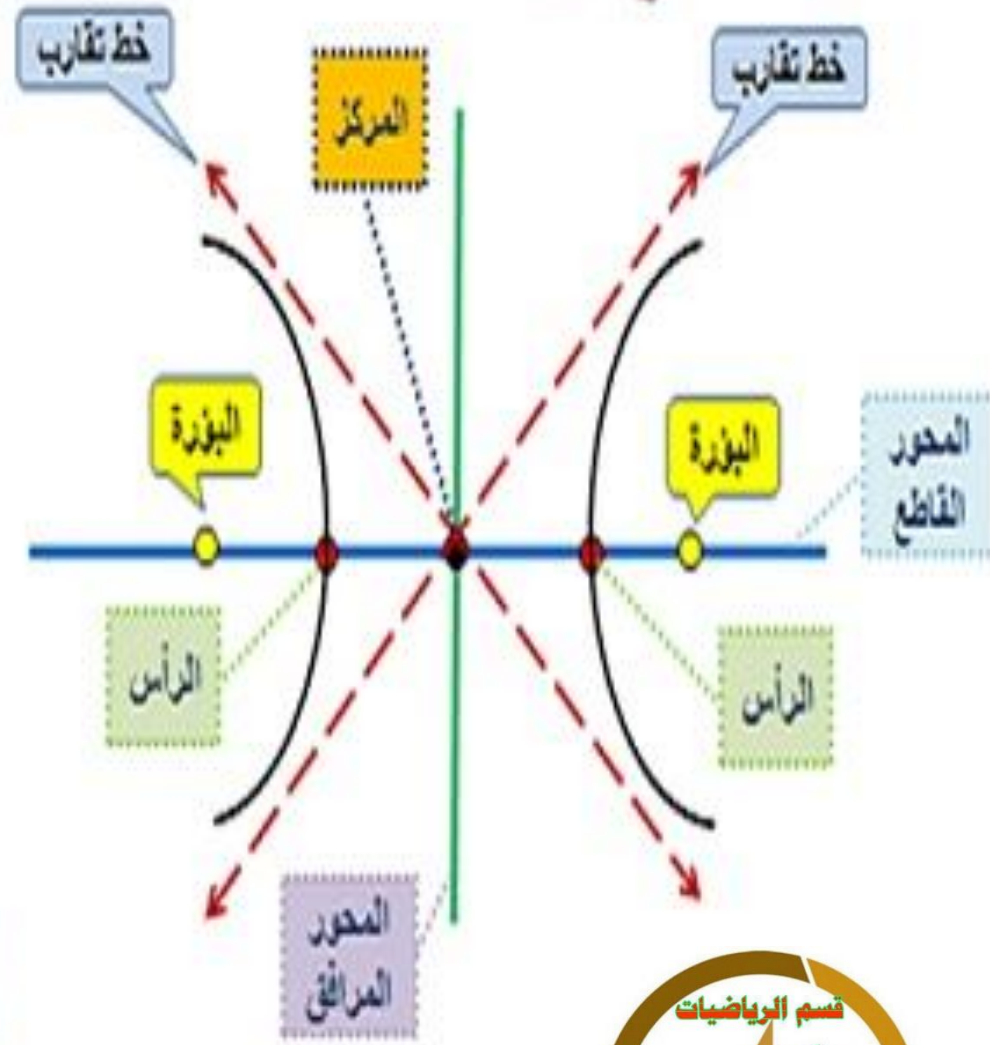 خط تقارب
خط تقارب
المركز
البؤرة
البؤرة
المحور
القاطع
الرأس
الرأس
المحور
المرافق
قسم الرياضيات